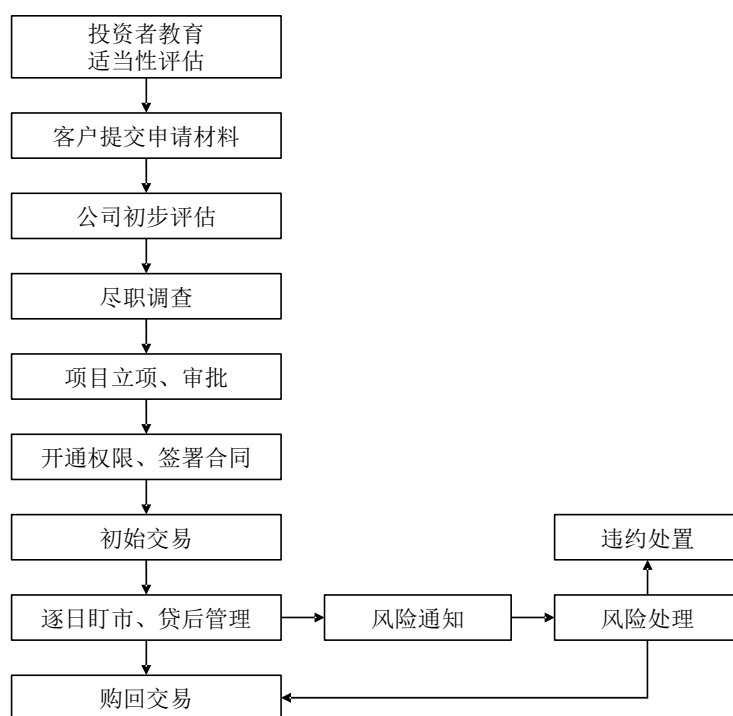 投资者教育
适当性评估
客户提交申请材料
公司初步评估
尽职调查
项目立项、审批
开通权限、签署合同
初始交易
违约处置
逐日盯市、贷后管理
风险通知
风险处理
购回交易